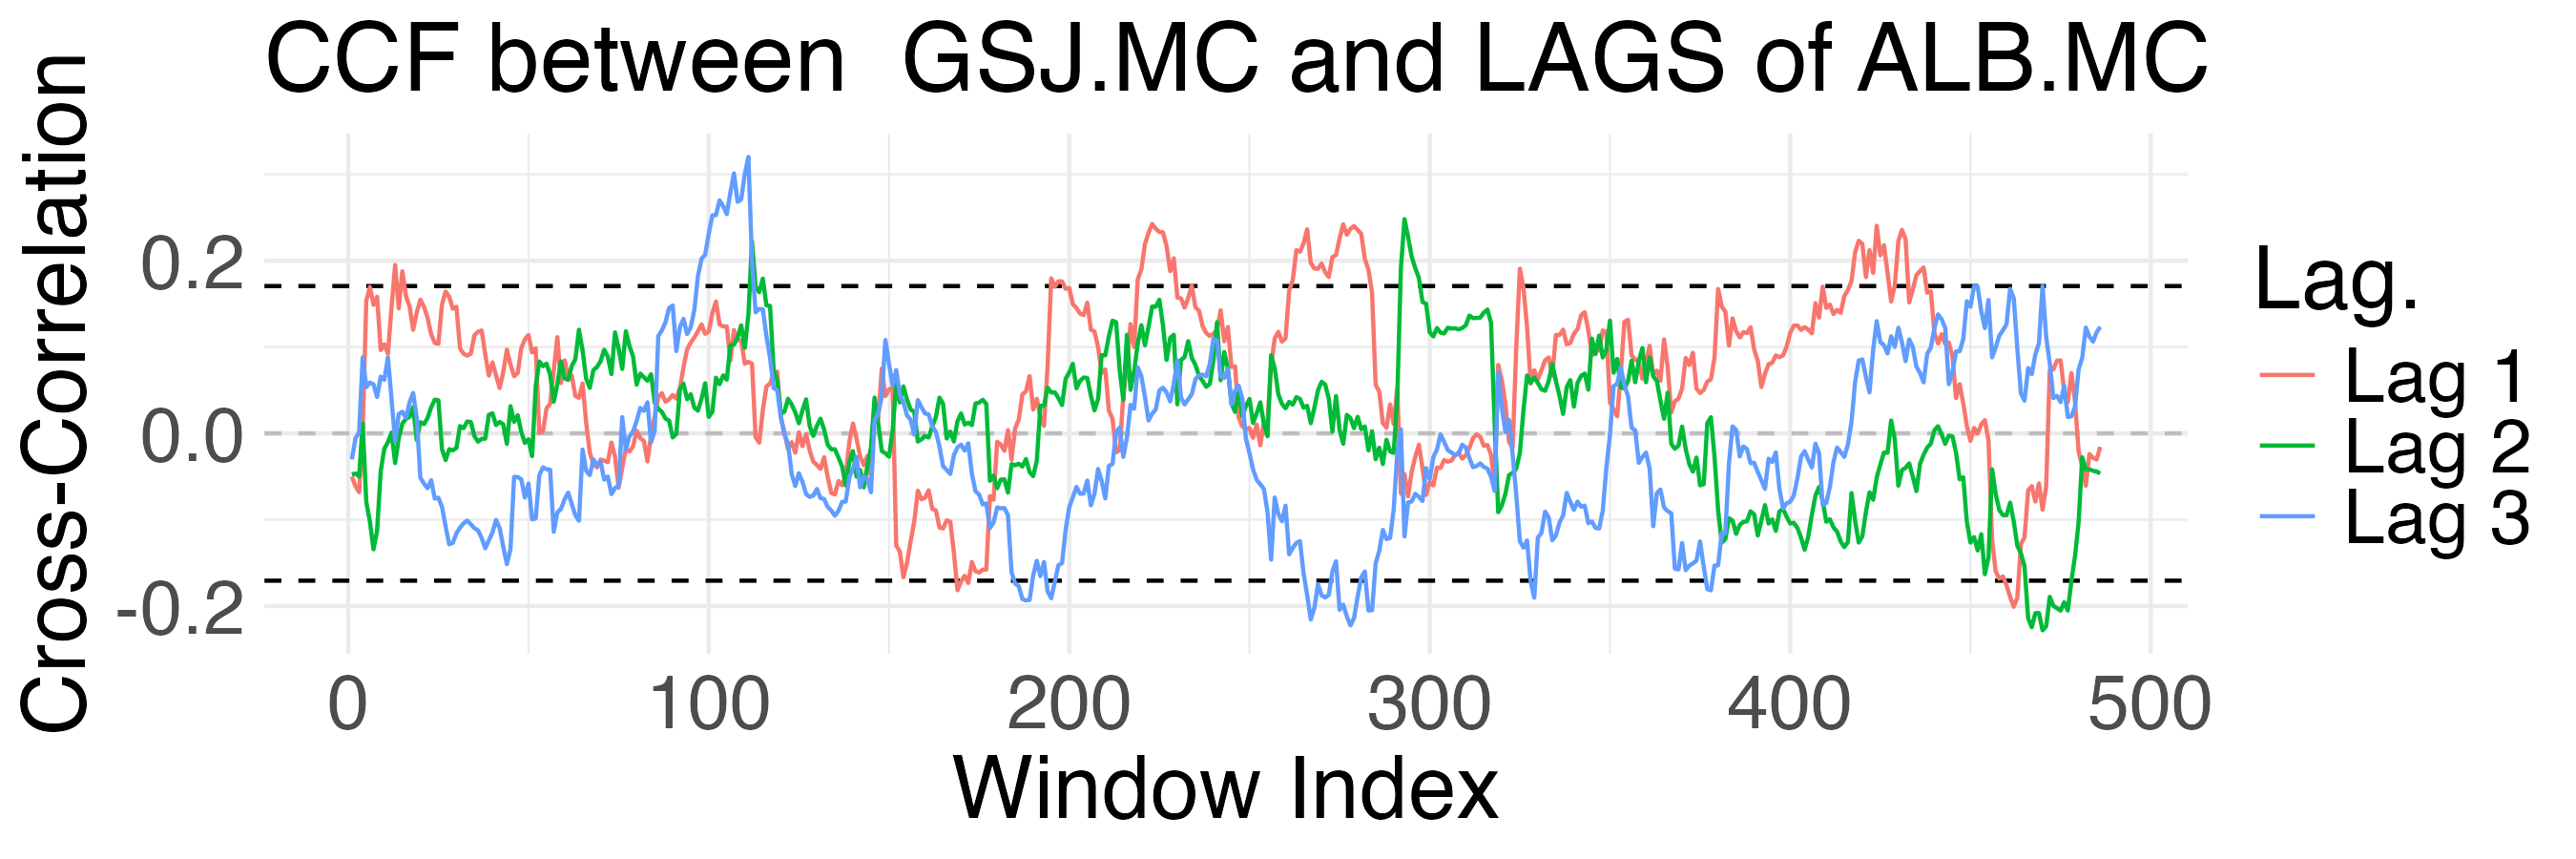 CCF between  GSJ.MC and LAGS of ALB.MC
Cross-Correlation
0.2
0.0
-0.2
0 100 200 300 400 500
Window Index
Lag.
Lag 1
Lag 2
Lag 3